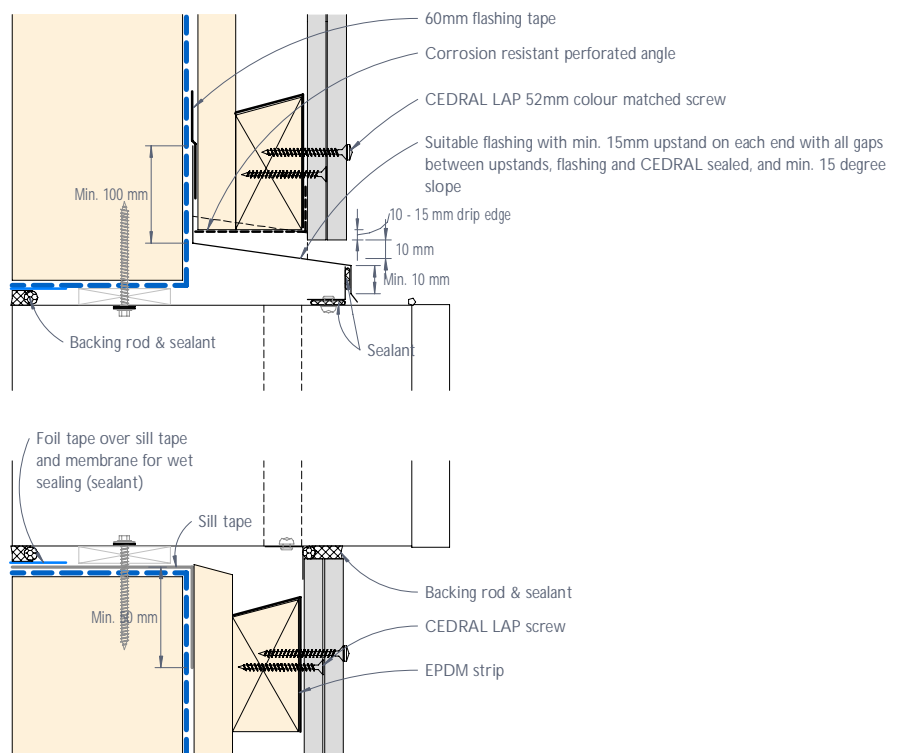 60mm flashing tape
Corrosion resistant perforated angle
CEDRAL LAP 52mm colour matched screw
Suitable flashing with min. 15mm upstand on each end with all gaps
between upstands, flashing and CEDRAL sealed, and min. 15 degree
slope
Min. 100 mm
10 - 15 mm drip edge
10 mm
Min. 10 mm
Backing rod & sealant
Sealant
Foil tape over sill tape
and membrane for wet
sealing (sealant)
Sill tape
Backing rod & sealant
Min. 50 mm
CEDRAL LAP screw
EPDM strip